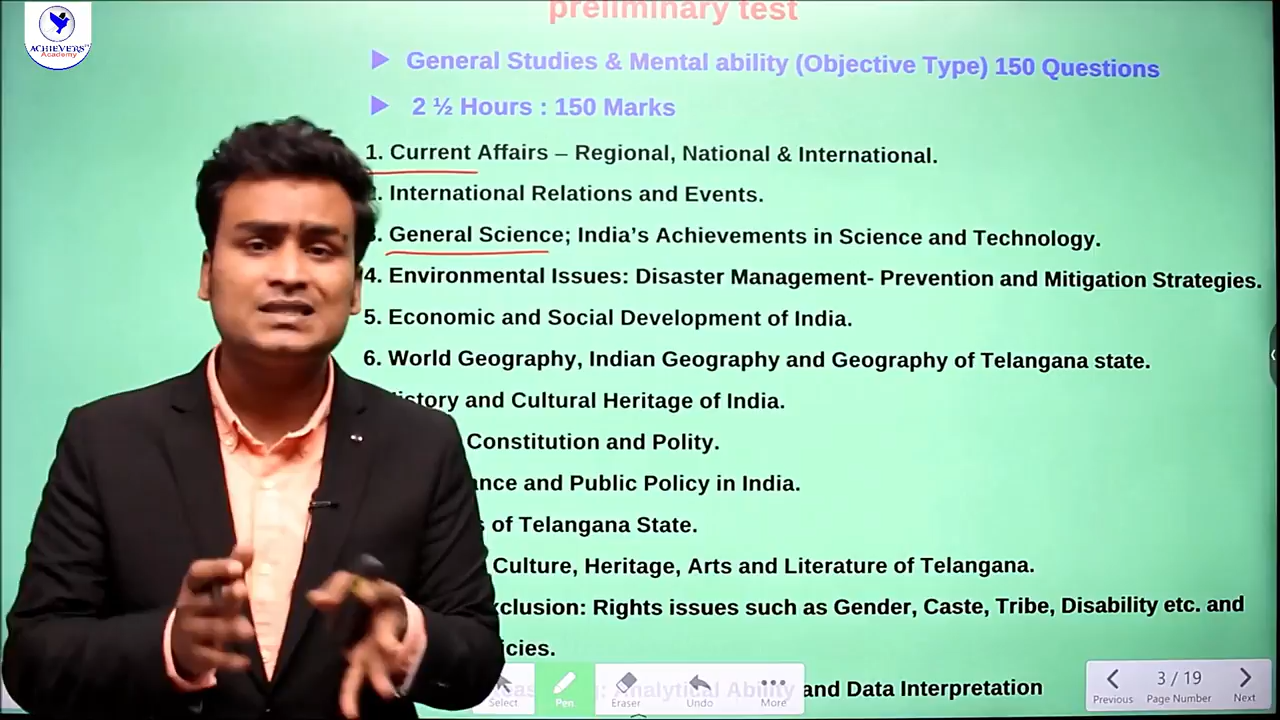 ACHIEVERS
Academy
preliminary test
General Studies & Mental ability (Objective Type) 150 Questions
2 ½ Hours : 150 Marks
1. Current Affairs – Regional, National & International.
International Relations and Events.
General Science; India’s Achievements in Science and Technology.
4. Environmental Issues: Disaster Management- Prevention and Mitigation Strategies.
5. Economic and Social Development of India.
6. World Geography, Indian Geography and Geography of Telangana state.
and Cultural Heritage of India.
Constitution and Polity.
and Public Policy in India.
of Telangana State.
Culture, Heritage, Arts and Literature of Telangana.
Rights issues such as Gender, Caste, Tribe, Disability etc. and
Analytical Ability and Data Interpretation
Select Pen Eraser Undo More
3 / 19
Previous Page Number Next